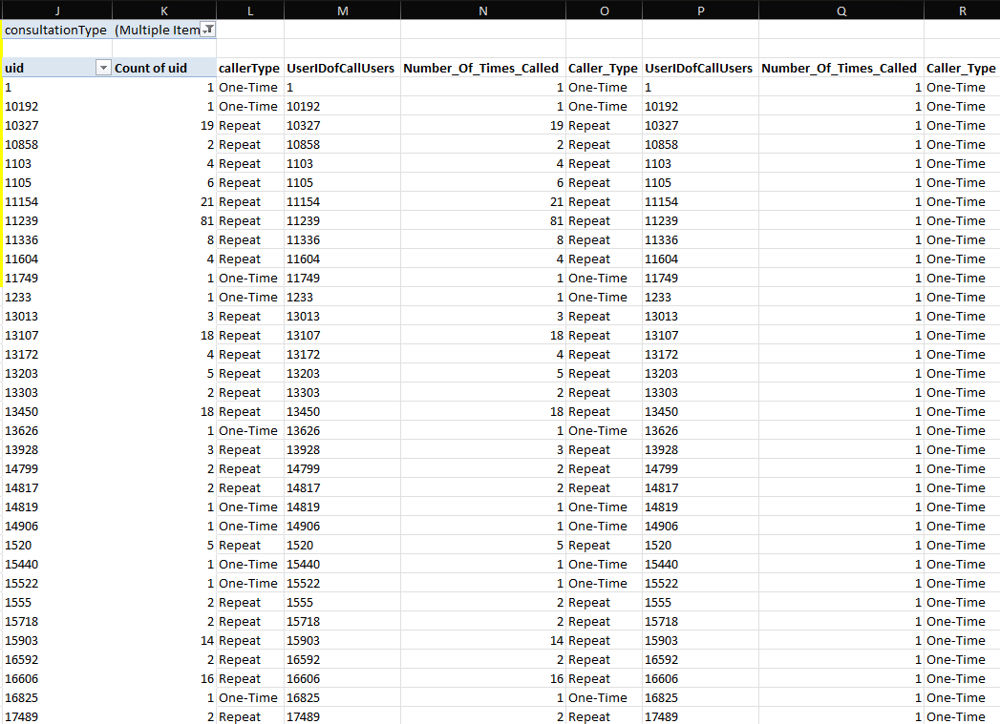 J K L M N O P Q R
consultationType (Multiple Item
uid Count of uid callerType UserIDofCallUsers Number_Of_Times_Called Caller_Type UserIDofCallUsers Number_Of_Times_Called Caller_Type
1 1 One-Time 1 1 One-Time 1 1 One-Time
10192 1 One-Time 10192 1 One-Time 10192 1 One-Time
10327 19 Repeat 10327 19 Repeat 10327 1 One-Time
10858 2 Repeat 10858 2 Repeat 10858 1 One-Time
1103 4 Repeat 1103 4 Repeat 1103 1 One-Time
1105 6 Repeat 1105 6 Repeat 1105 1 One-Time
11154 21 Repeat 11154 21 Repeat 11154 1 One-Time
11239 81 Repeat 11239 81 Repeat 11239 1 One-Time
11336 8 Repeat 11336 8 Repeat 11336 1 One-Time
11604 4 Repeat 11604 4 Repeat 11604 1 One-Time
11749 1 One-Time 11749 1 One-Time 11749 1 One-Time
1233 1 One-Time 1233 1 One-Time 1233 1 One-Time
13013 3 Repeat 13013 3 Repeat 13013 1 One-Time
13107 18 Repeat 13107 18 Repeat 13107 1 One-Time
13172 4 Repeat 13172 4 Repeat 13172 1 One-Time
13203 5 Repeat 13203 5 Repeat 13203 1 One-Time
13303 2 Repeat 13303 2 Repeat 13303 1 One-Time
13450 18 Repeat 13450 18 Repeat 13450 1 One-Time
13626 1 One-Time 13626 1 One-Time 13626 1 One-Time
13928 3 Repeat 13928 3 Repeat 13928 1 One-Time
14799 2 Repeat 14799 2 Repeat 14799 1 One-Time
14817 2 Repeat 14817 2 Repeat 14817 1 One-Time
14819 1 One-Time 14819 1 One-Time 14819 1 One-Time
14906 1 One-Time 14906 1 One-Time 14906 1 One-Time
1520 5 Repeat 1520 5 Repeat 1520 1 One-Time
15440 1 One-Time 15440 1 One-Time 15440 1 One-Time
15522 1 One-Time 15522 1 One-Time 15522 1 One-Time
1555 2 Repeat 1555 2 Repeat 1555 1 One-Time
15718 2 Repeat 15718 2 Repeat 15718 1 One-Time
15903 14 Repeat 15903 14 Repeat 15903 1 One-Time
16592 2 Repeat 16592 2 Repeat 16592 1 One-Time
16606 16 Repeat 16606 16 Repeat 16606 1 One-Time
16825 1 One-Time 16825 1 One-Time 16825 1 One-Time
17489 2 Repeat 17489 2 Repeat 17489 1 One-Time